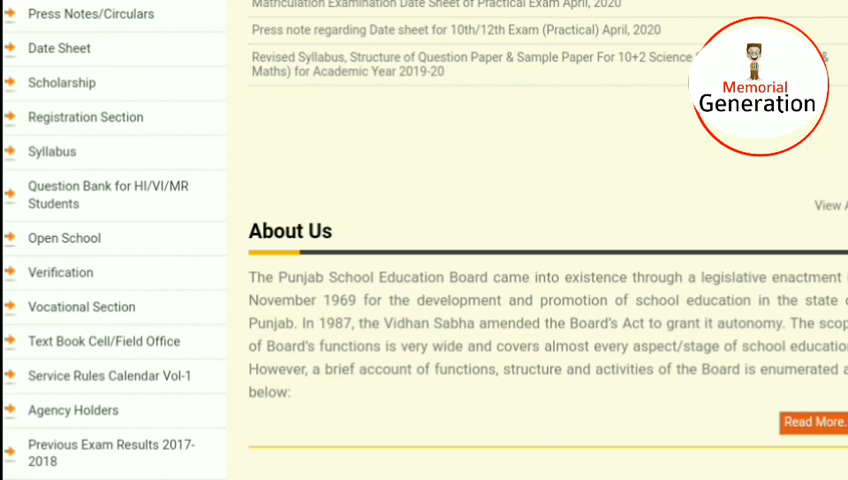 Press Notes/Circulars
Date Sheet
Scholarship
Registration Section
Syllabus
Question Bank for HI/VI/MR
Students
Open School
Verification
Vocational Section
Text Book Cell/Field Office
Service Rules Calendar Vol-1
Agency Holders
Previous Exam Results 2017-
2018
Matriculation Examination Date Sheet of Practical Exam April, 2020
Press note regarding Date sheet for 10th/12th Exam (Practical) April, 2020
Revised Syllabus, Structure of Question Paper & Sample Paper For 10+2 Science &
Maths) for Academic Year 2019-20
Memorial
Generation
View
About Us
The Punjab School Education Board came into existence through a legislative enactment
November 1969 for the development and promotion of school education in the state
Punjab. In 1987, the Vidhan Sabha amended the Board's Act to grant it autonomy. The
of Board's functions is very wide and covers almost every aspect/stage of school
However, a brief account of functions, structure and activities of the Board is enumerated
below:
Read More.